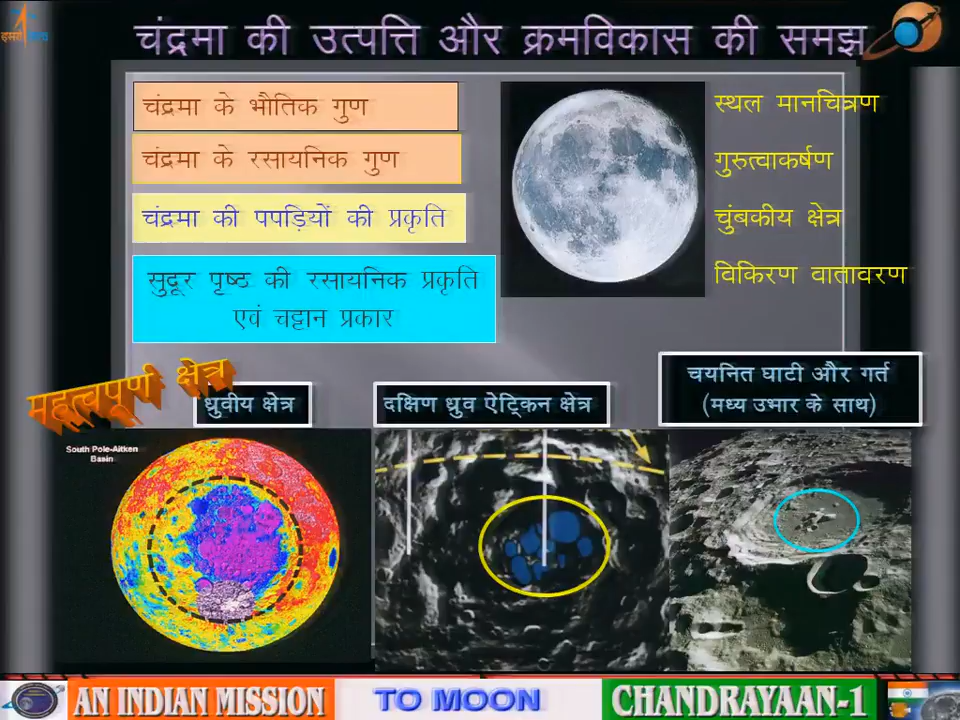 इसरो isro
चंद्रमा की उत्पत्ति और क्रमविकास की समझ
चंद्रमा के भौतिक गुण
चंद्रमा के रसायनिक गुण
चंद्रमा की पपड़ियों की प्रकृति
सुदूर पृष्ठ की रसायनिक प्रकृति
एवं चट्टान प्रकार
स्थल मानचित्रण
गुरुत्वाकर्षण
चुंबकीय क्षेत्र
विकिरण वातावरण
महत्वपूर्ण क्षेत्र
ध्रुवीय क्षेत्र
दक्षिण ध्रुव ऐट्किन क्षेत्र
चयनित घाटी और गर्त
(मध्य उभार के साथ)
South Pole-Aitken
Basin
AN INDIAN MISSION TO MOON CHANDRAYAAN-1